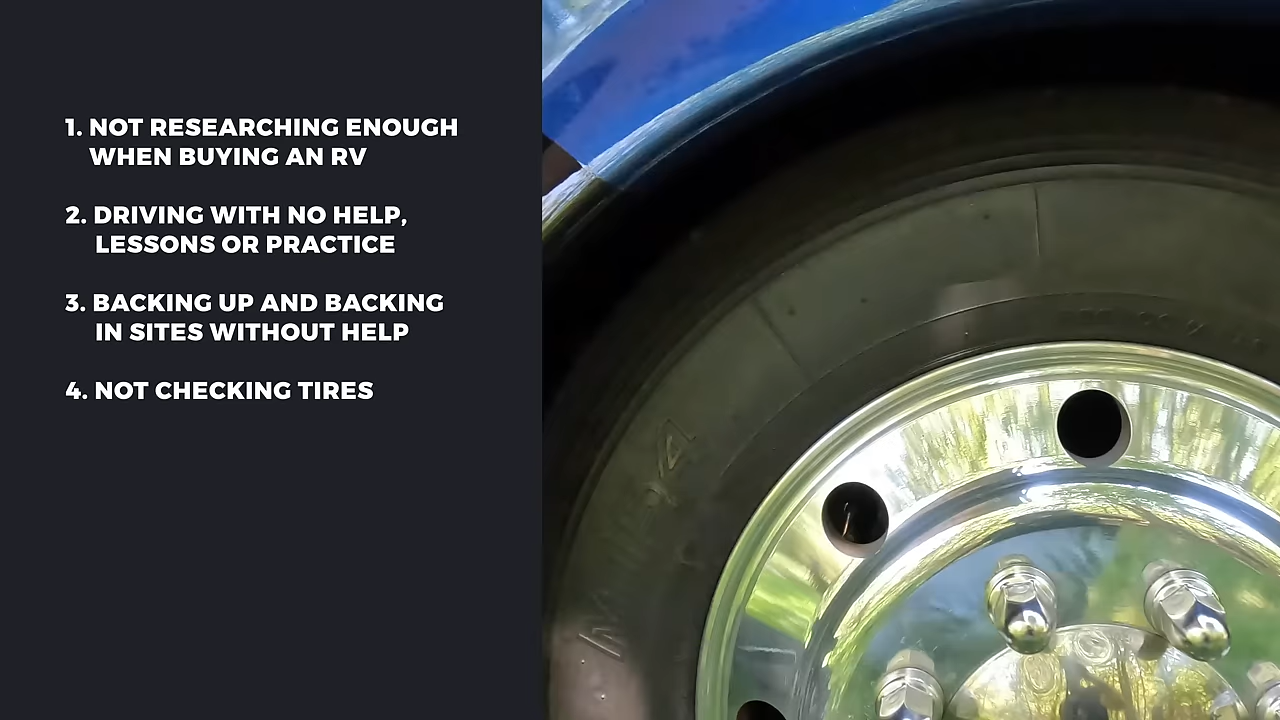 1. NOT RESEARCHING ENOUGH
WHEN BUYING AN RV
2. DRIVING WITH NO HELP,
LESSONS OR PRACTICE
3. BACKING UP AND BACKING
IN SITES WITHOUT HELP
4. NOT CHECKING TIRES